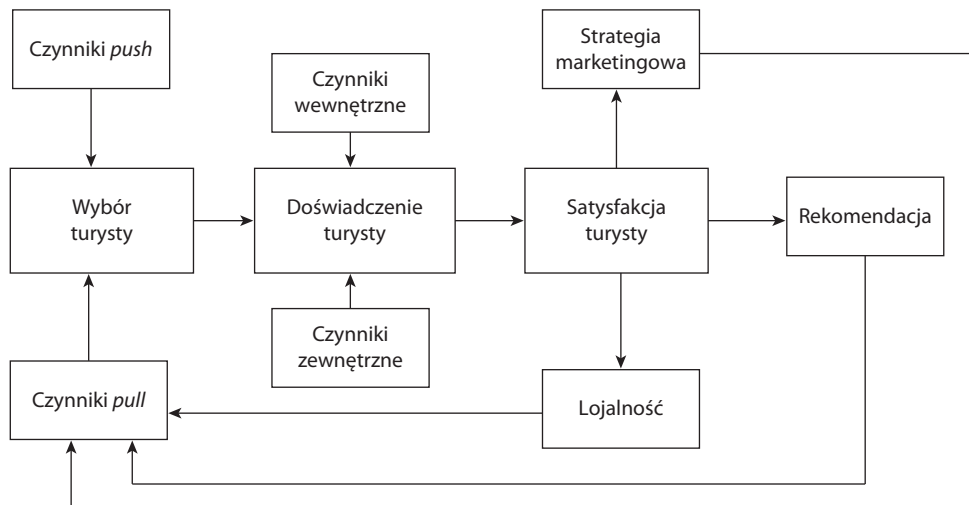 Czynniki push
Strategia
marketingowa
Czynniki
wewnętrzne
Wybór
turysty
Doświadczenie
turysty
Satysfakcja
turysty
Rekomendacja
Czynniki
zewnętrzne
Czynniki pull
Lojalność